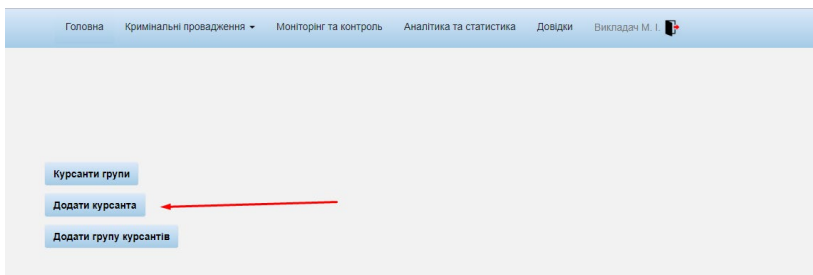 Головна Кримінальні провадження Моніторінг та контроль Аналітика та статистика Довідки Викладач М. І.
Курсанти групи
Додати курсанта
Додати групу курсантів